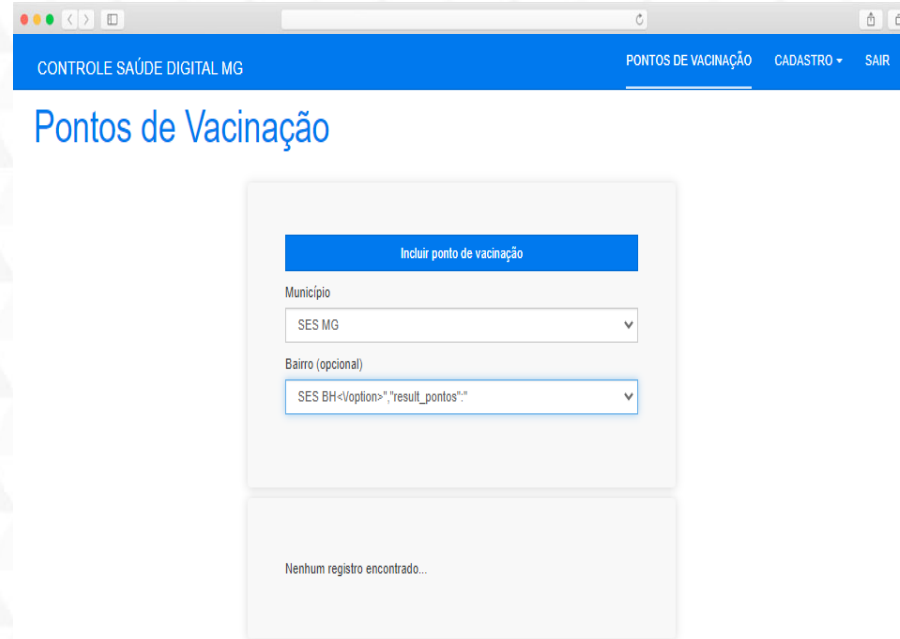 CONTROLE SAÚDE DIGITAL MG
PONTOS DE VACINAÇÃO CADASTRO SAIR
Pontos de Vacinação
Incluir ponto de vacinação
Município
SES MG
Bairro (opcional)
SES BH<\/option>","result_pontos":"
Nenhum registro encontrado...